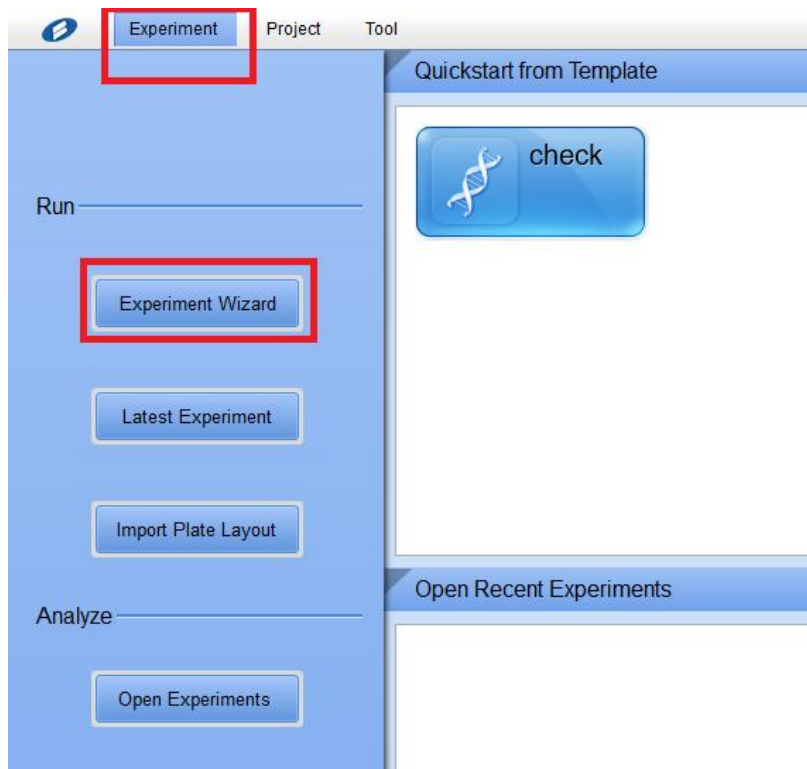 Experiment Project Tool
Quickstart from Template
check
Run
Experiment Wizard
Latest Experiment
Import Plate Layout
Open Recent Experiments
Analyze
Open Experiments